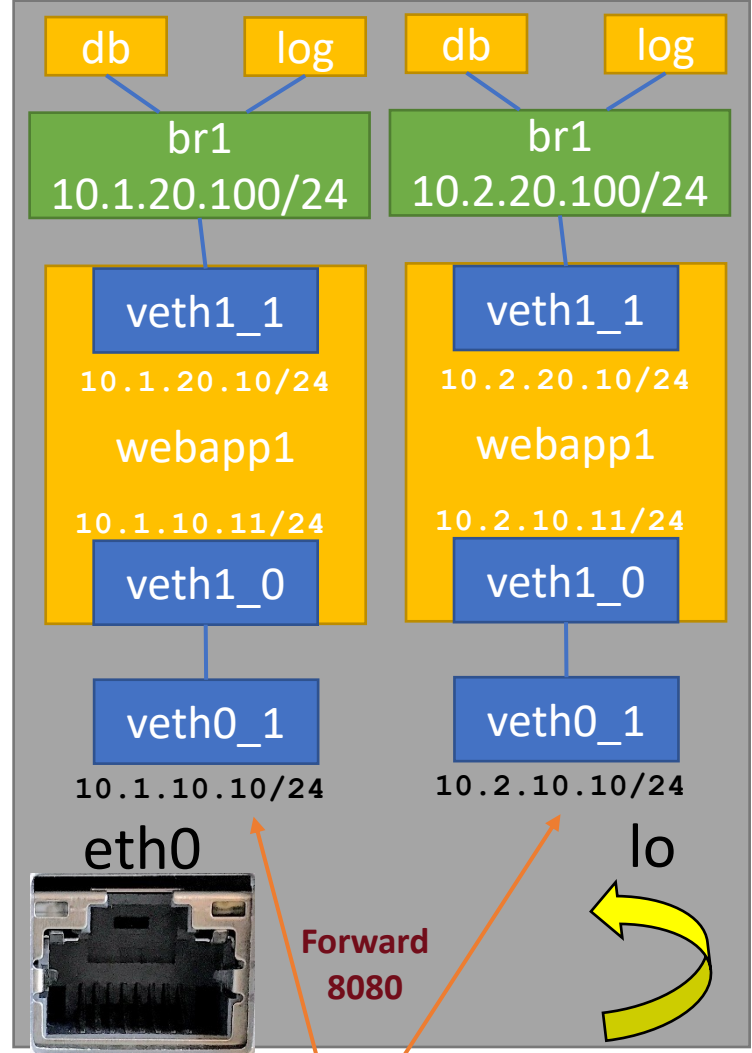 db
log
db
log
br1
10.1.20.100/24
br1
10.2.20.100/24
veth1_1
veth1_1
10.1.20.10/24
10.2.20.10/24
webapp1
webapp1
10.1.10.11/24
10.2.10.11/24
veth1_0
veth1_0
veth0_1
veth0_1
10.1.10.10/24
10.2.10.10/24
eth0
lo
Forward
8080